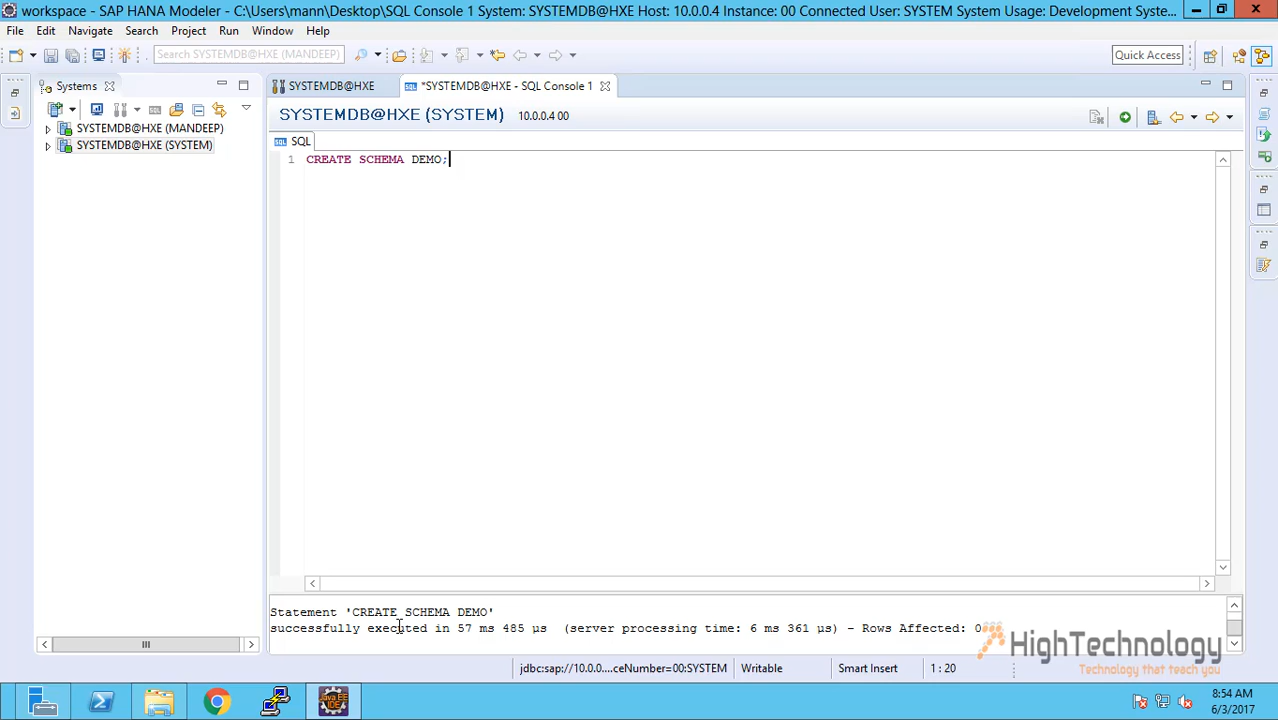 workspace - SAP HANA Modeler - C:\Users\mann\Desktop\SQL Console 1 System: SYSTEMDB@HXE Host: 10.0.0.4 Instance: 00 Connected User: SYSTEM System Usage: Development Syste...
File Edit Navigate Search Project Run Window Help
Search SYSTEMDB@HXE (MANDEEP)
Quick Access
Systems
SYSTEMDB@HXE
*SYSTEMDB@HXE - SQL Console 1
SYSTEMDB@HXE (MANDEEP)
SYSTEMDB@HXE (SYSTEM)
SYSTEMDB@HXE (SYSTEM) 10.0.0.4 00
SQL
1 CREATE SCHEMA DEMO;
Statement 'CREATE SCHEMA DEMO'
successfully executed in 57 ms 485 µs (server processing time: 6 ms 361 µs) - Rows Affected: 0
HighTechnology
Technology that teach you
jdbc:sap://10.0.0....ceNumber=00:SYSTEM Writable Smart Insert 1 : 20
Java EE
IDE
8:54 AM
6/3/2017